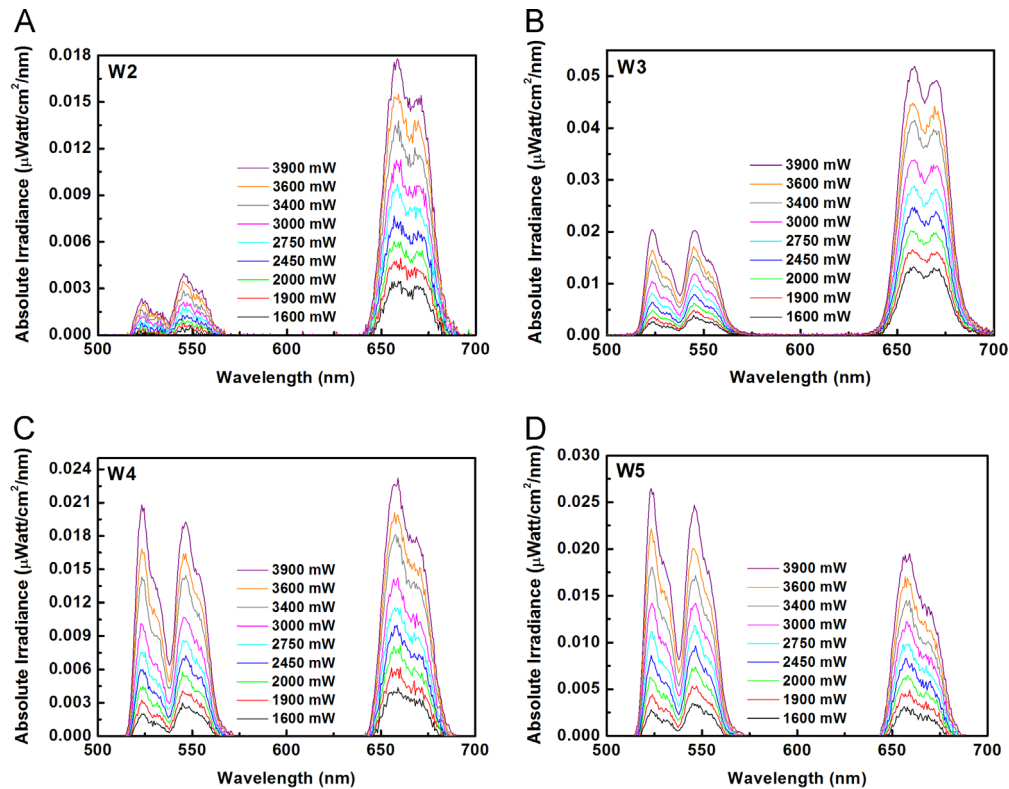 A
Absolute Irradiance (μWatt/cm²/nm)
W2
0.018
0.015
0.012
0.009
0.006
0.003
0.000
3900 mW
3600 mW
3400 mW
3000 mW
2750 mW
2450 mW
2000 mW
1900 mW
1600 mW
500 550 600 650 700
Wavelength (nm)
B
Absolute Irradiance (μWatt/cm²/nm)
W3
0.05
0.04
0.03
0.02
0.01
0.00
3900 mW
3600 mW
3400 mW
3000 mW
2750 mW
2450 mW
2000 mW
1900 mW
1600 mW
500 550 600 650 700
Wavelength (nm)
C
Absolute Irradiance (μWatt/cm²/nm)
W4
0.024
0.021
0.018
0.015
0.012
0.009
0.006
0.003
0.000
3900 mW
3600 mW
3400 mW
3000 mW
2750 mW
2450 mW
2000 mW
1900 mW
1600 mW
500 550 600 650 700
Wavelength (nm)
D
Absolute Irradiance (μWatt/cm²/nm)
W5
0.030
0.025
0.020
0.015
0.010
0.005
0.000
3900 mW
3600 mW
3400 mW
3000 mW
2750 mW
2450 mW
2000 mW
1900 mW
1600 mW
500 550 600 650 700
Wavelength (nm)